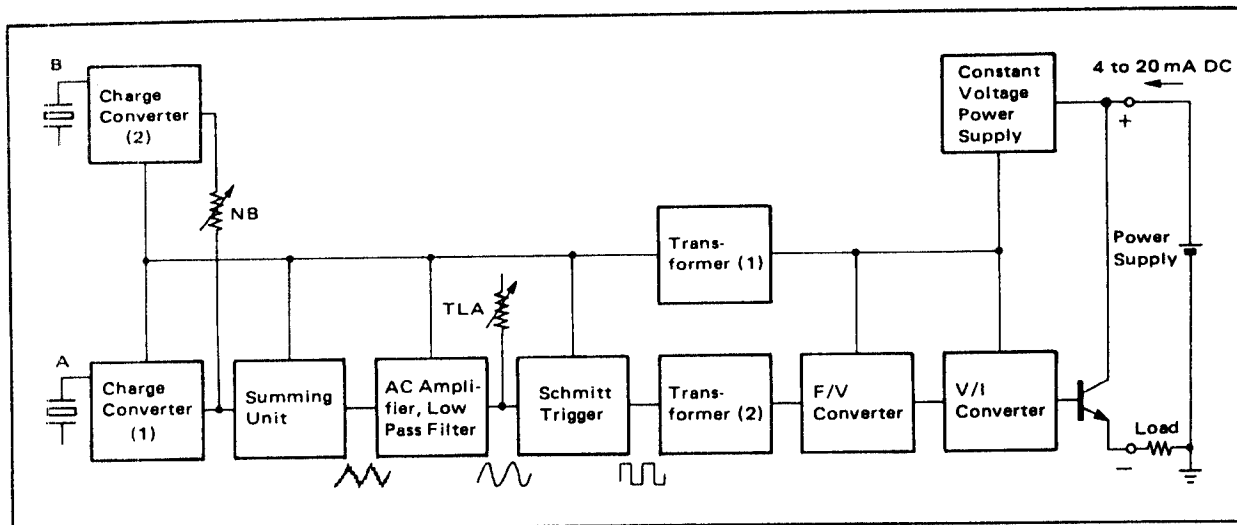 B
Charge
Converter
(2)
NB
Constant
Voltage
Power
Supply
4 to 20 mA DC
+
Trans-
former (1)
Power
Supply
TLA
A
Charge
Converter
(1)
Summing
Unit
AC Ampli-
fier, Low
Pass Filter
Schmitt
Trigger
Trans-
former (2)
F/V
Converter
V/I
Converter
Load
−